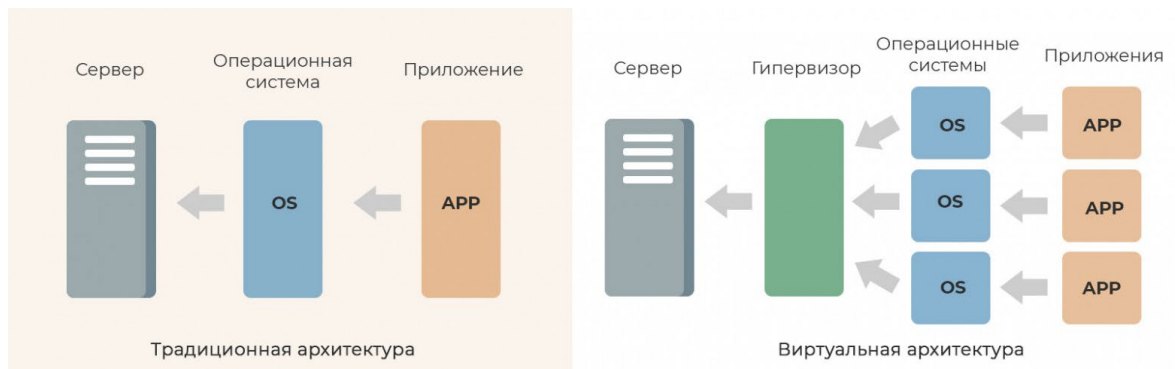 Сервер
Операционная
система
Приложение
OS
APP
Традиционная архитектура
Сервер
Гипервизор
Операционные
системы
Приложения
OS
APP
OS
APP
OS
APP
Виртуальная архитектура